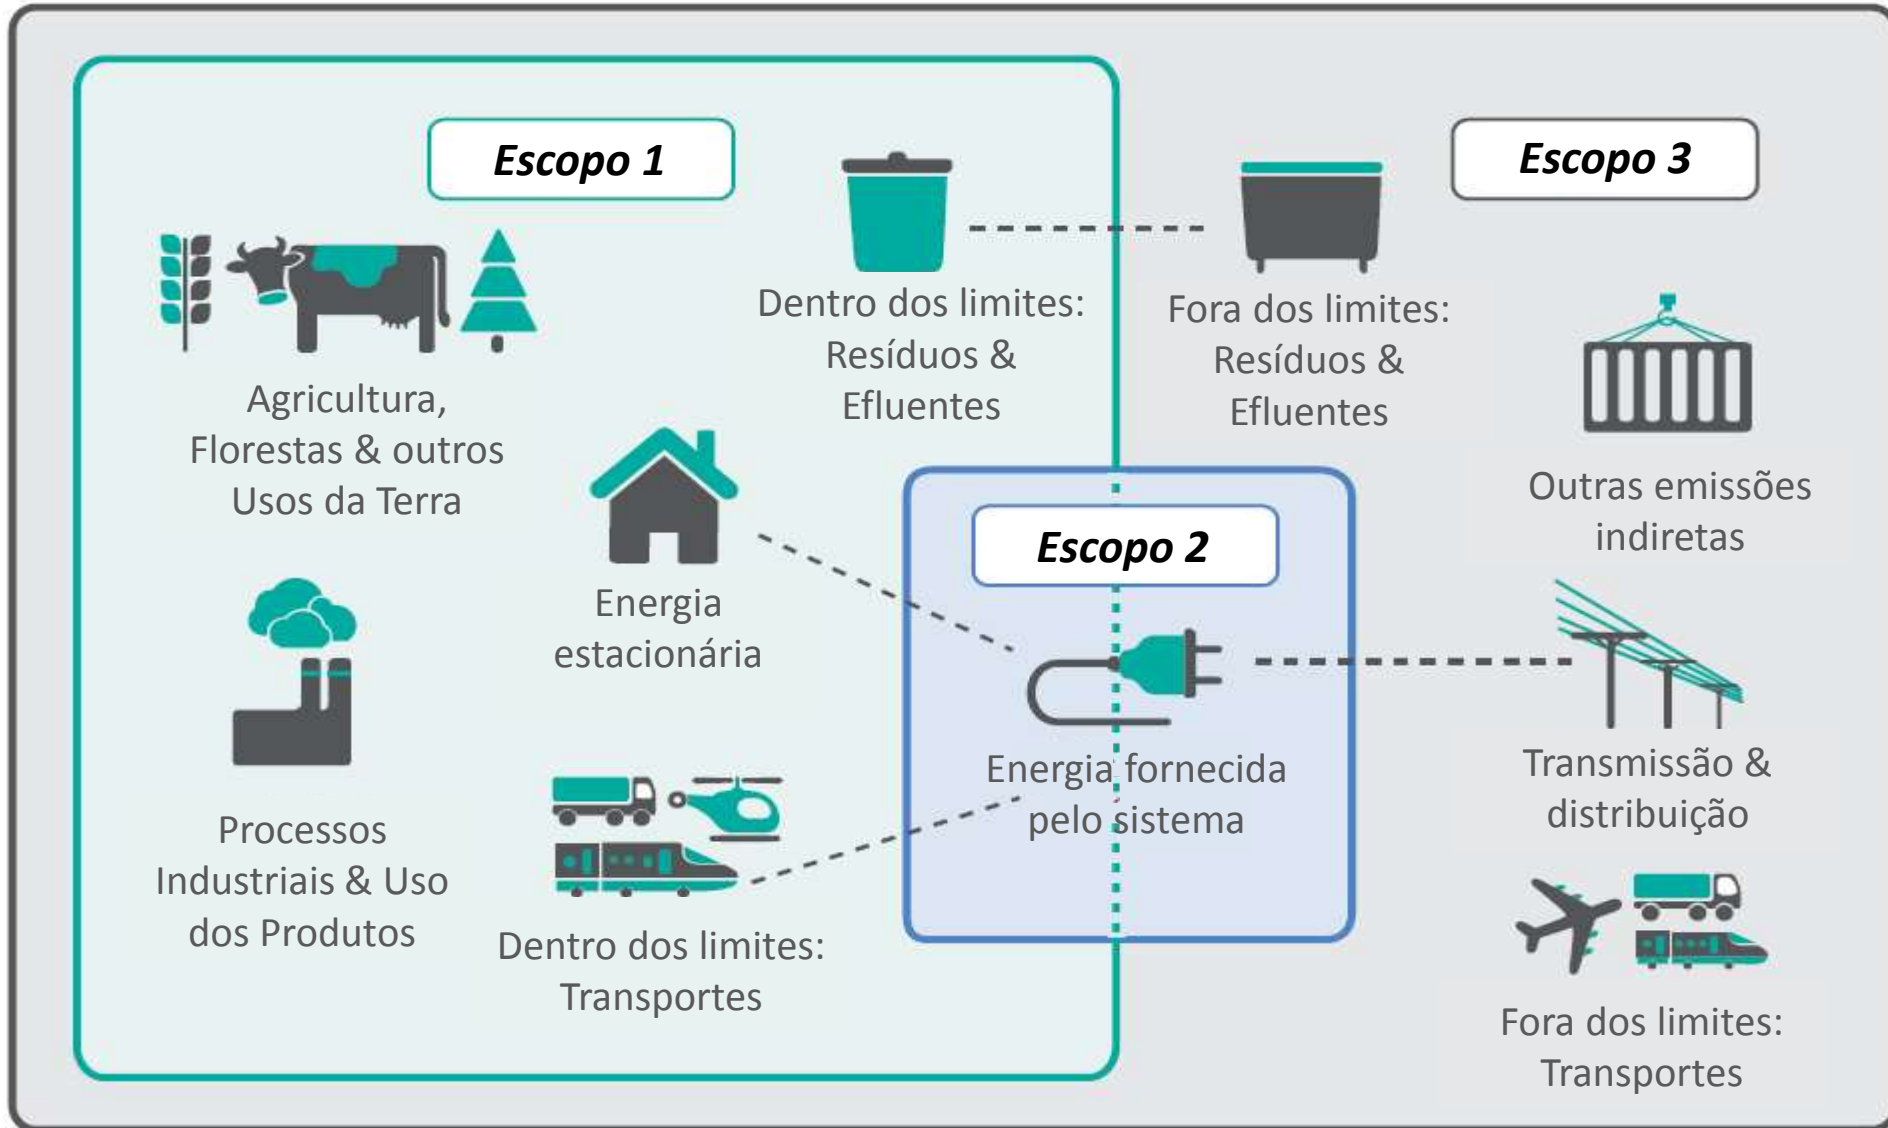 Escopo 1
Escopo 3
Dentro dos limites:
Resíduos &
Efluentes
Fora dos limites:
Resíduos &
Efluentes
Agricultura,
Florestas & outros
Usos da Terra
Outras emissões
indiretas
Escopo 2
Energia
estacionária
Energia fornecida
pelo sistema
Transmissão &
distribuição
Processos
Industriais & Uso
dos Produtos
Dentro dos limites:
Transportes
Fora dos limites:
Transportes